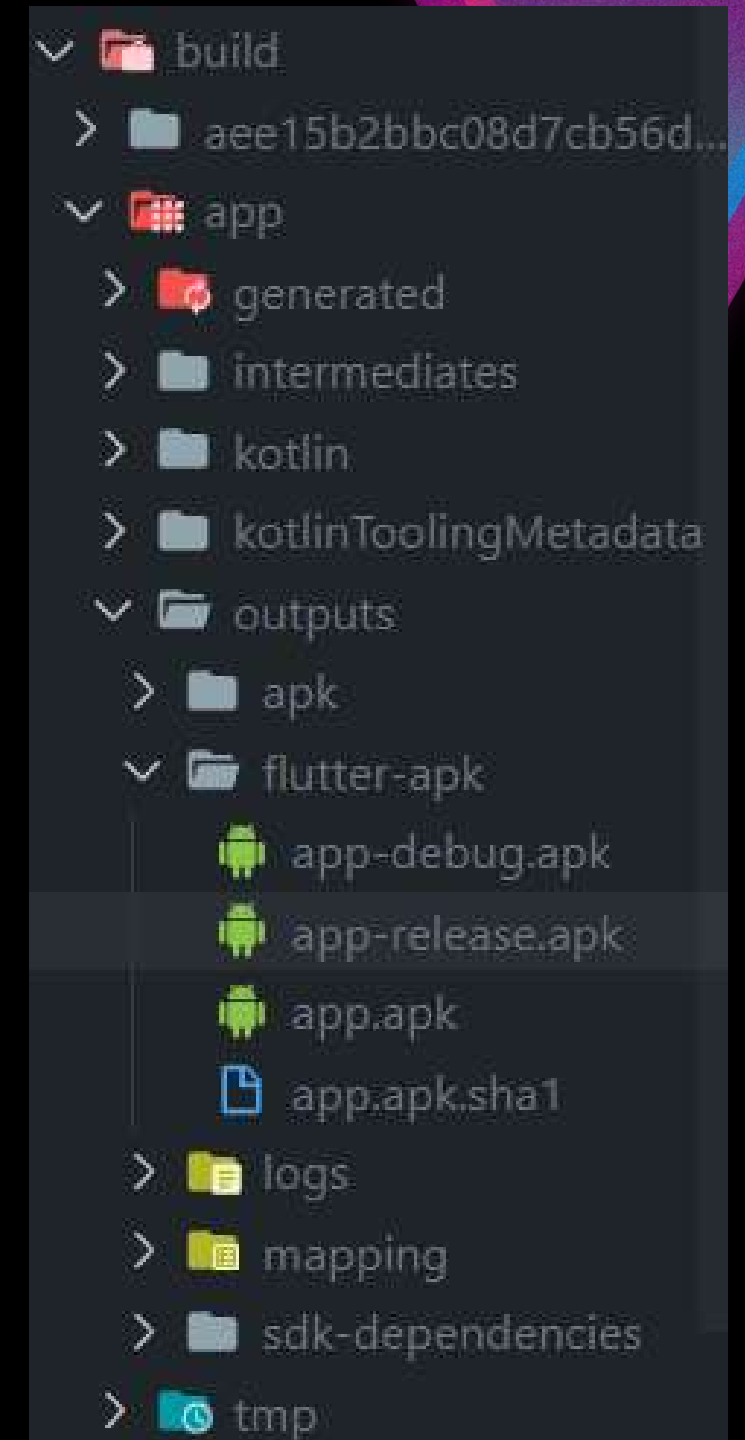 build
aee15b2bbc08d7cb56d...
app
generated
intermediates
kotlin
kotlinToolingMetadata
outputs
apk
flutter-apk
app-debug.apk
app-release.apk
app.apk
app.apk.sha1
logs
mapping
sdk-dependencies
tmp